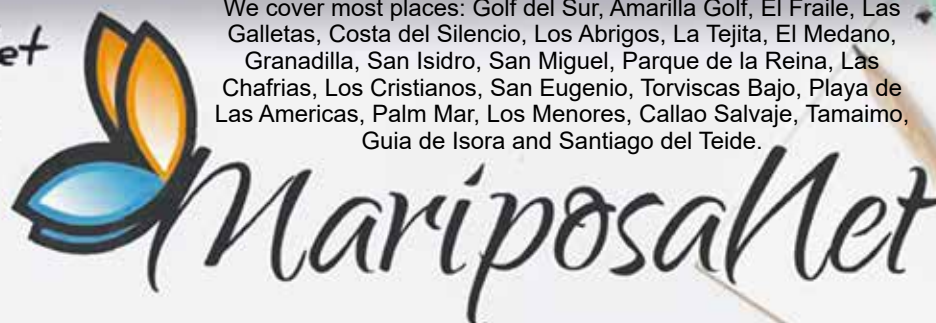 We cover most places: Golf del Sur, Amarilla Golf, El Fraile, Las
Galletas, Costa del Silencio, Los Abrigos, La Tejita, El Medano,
Granadilla, San Isidro, San Miguel, Parque de la Reina, Las
Chafiras, Los Cristianos, San Eugenio, Torviscas Bajo, Playa de
Las Americas, Palm Mar, Los Menores, Callao Salvaje, Tamaimo,
Guia de Isora and Santiago del Teide.
MariposaNet